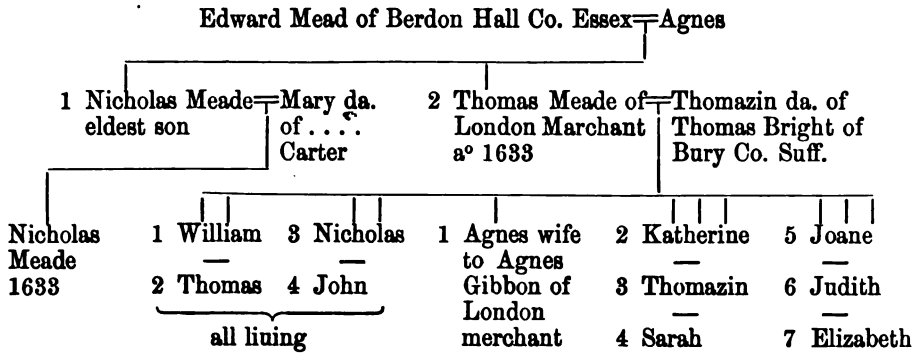 Edward Mead of Berdon Hall Co. Essex=Agnes
1 Nicholas Meade=Mary da.
eldest son of ....
Carter
2 Thomas Meade of=Thomazin da. of
London Marchant Thomas Bright of
aº 1633 Bury Co. Suff.
Nicholas
Meade
1633
1 William 3 Nicholas
2 Thomas 4 John
all liuing
1 Agnes wife
to Agnes
Gibbon of
London
merchant
2 Katherine
3 Thomazin
4 Sarah
5 Joane
6 Judith
7 Elizabeth